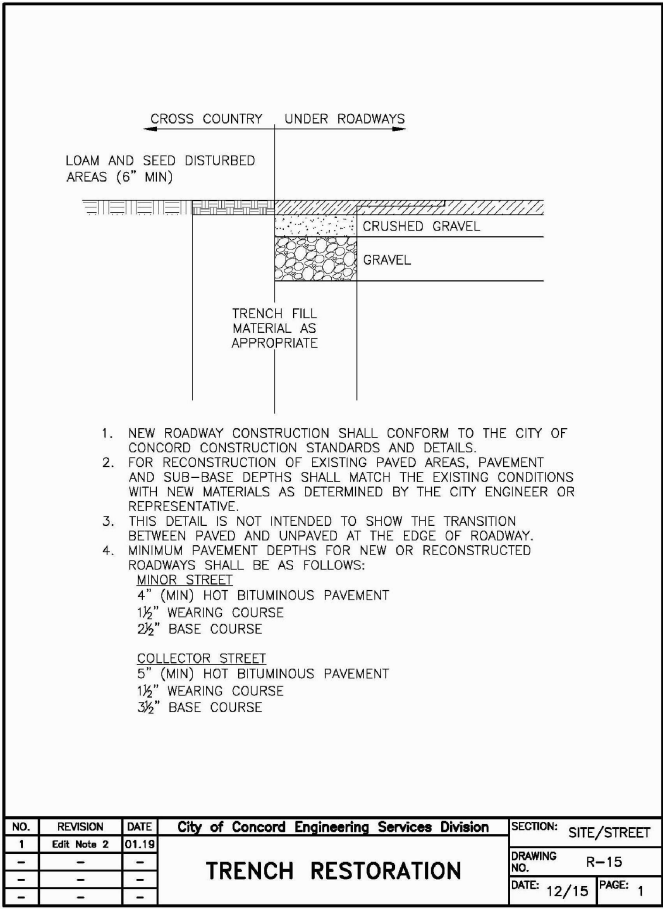 CROSS COUNTRY UNDER ROADWAYS
LOAM AND SEED DISTURBED
AREAS (6" MIN)
CRUSHED GRAVEL
GRAVEL
TRENCH FILL
MATERIAL AS
APPROPRIATE
1. NEW ROADWAY CONSTRUCTION SHALL CONFORM TO THE CITY OF
CONCORD CONSTRUCTION STANDARDS AND DETAILS.
2. FOR RECONSTRUCTION OF EXISTING PAVED AREAS, PAVEMENT
AND SUB-BASE DEPTHS SHALL MATCH THE EXISTING CONDITIONS
WITH NEW MATERIALS AS DETERMINED BY THE CITY ENGINEER OR
REPRESENTATIVE.
3. THIS DETAIL IS NOT INTENDED TO SHOW THE TRANSITION
BETWEEN PAVED AND UNPAVED AT THE EDGE OF ROADWAY.
4. MINIMUM PAVEMENT DEPTHS FOR NEW OR RECONSTRUCTED
ROADWAYS SHALL BE AS FOLLOWS:
MINOR STREET
4" (MIN) HOT BITUMINOUS PAVEMENT
1½" WEARING COURSE
2½" BASE COURSE
COLLECTOR STREET
5" (MIN) HOT BITUMINOUS PAVEMENT
1½" WEARING COURSE
3½" BASE COURSE
NO. REVISION DATE
1 Edit Note 2 01.19
- - -
- - -
- - -
City of Concord Engineering Services Division
TRENCH RESTORATION
SECTION: SITE/STREET
DRAWING NO. R-15
DATE: 12/15 PAGE: 1